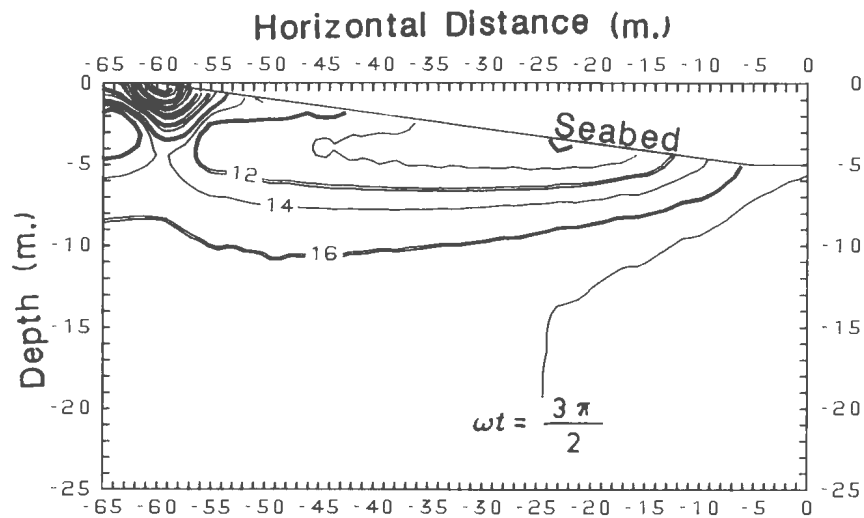 Horizontal Distance (m.)
-65 -60 -55 -50 -45 -40 -35 -30 -25 -20 -15 -10 -5 0
0 0
Seabed
-5 -5
12
14
-10 16 -10
Depth (m.)
-15 -15
-20 -20
ωt = 3π/2
-25 -25
-65 -60 -55 -50 -45 -40 -35 -30 -25 -20 -15 -10 -5 0